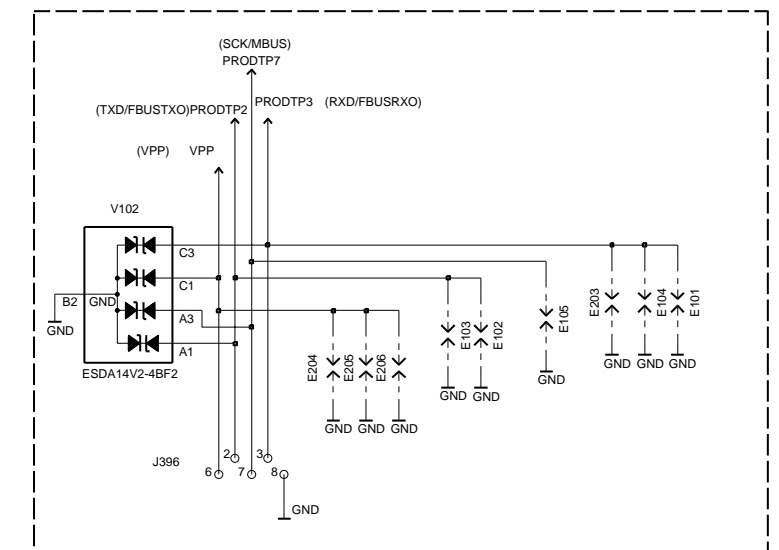 (SCK/MBUS)
PRODTP7
(TXD/FBUSTXO)PRODTP2
PRODTP3 (RXD/FBUSRXO)
(VPP) VPP
V102
C3
C1
B2 GND
A3
GND
A1
ESDA14V2-4BF2
E204
E205
E206
E103
E102
E105
E203
E104
E101
GND GND GND
GND GND
GND
GND GND GND
J396
2
3
6
7
8
GND